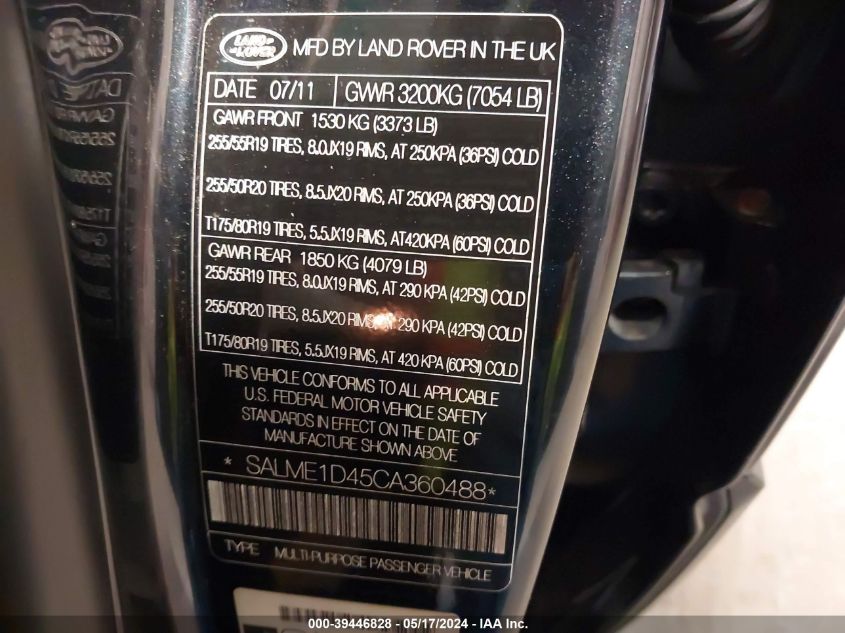 LAND ROVER
MFD BY LAND ROVER IN THE UK
DATE 07/11 GWR 3200KG (7054 LB)
GAWR FRONT 1530 KG (3373 LB)
255/55R19 TIRES, 8.0JX19 RIMS, AT 250KPA (36PSI) COLD
255/50R20 TIRES, 8.5JX20 RIMS, AT 250KPA (36PSI) COLD
T175/80R19 TIRES, 5.5JX19 RIMS, AT420KPA (60PSI) COLD
GAWR REAR 1850 KG (4079 LB)
255/55R19 TIRES, 8.0JX19 RIMS, AT 290 KPA (42PSI) COLD
255/50R20 TIRES, 8.5JX20 RIMS, AT 290 KPA (42PSI) COLD
T175/80R19 TIRES, 5.5JX19 RIMS, AT 420 KPA (60PSI) COLD
THIS VEHICLE CONFORMS TO ALL APPLICABLE
U.S. FEDERAL MOTOR VEHICLE SAFETY
STANDARDS IN EFFECT ON THE DATE OF
MANUFACTURE SHOWN ABOVE
* SALME1D45CA360488*
TYPE MULTI-PURPOSE PASSENGER VEHICLE
000-39446828 - 05/17/2024 - IAA Inc.